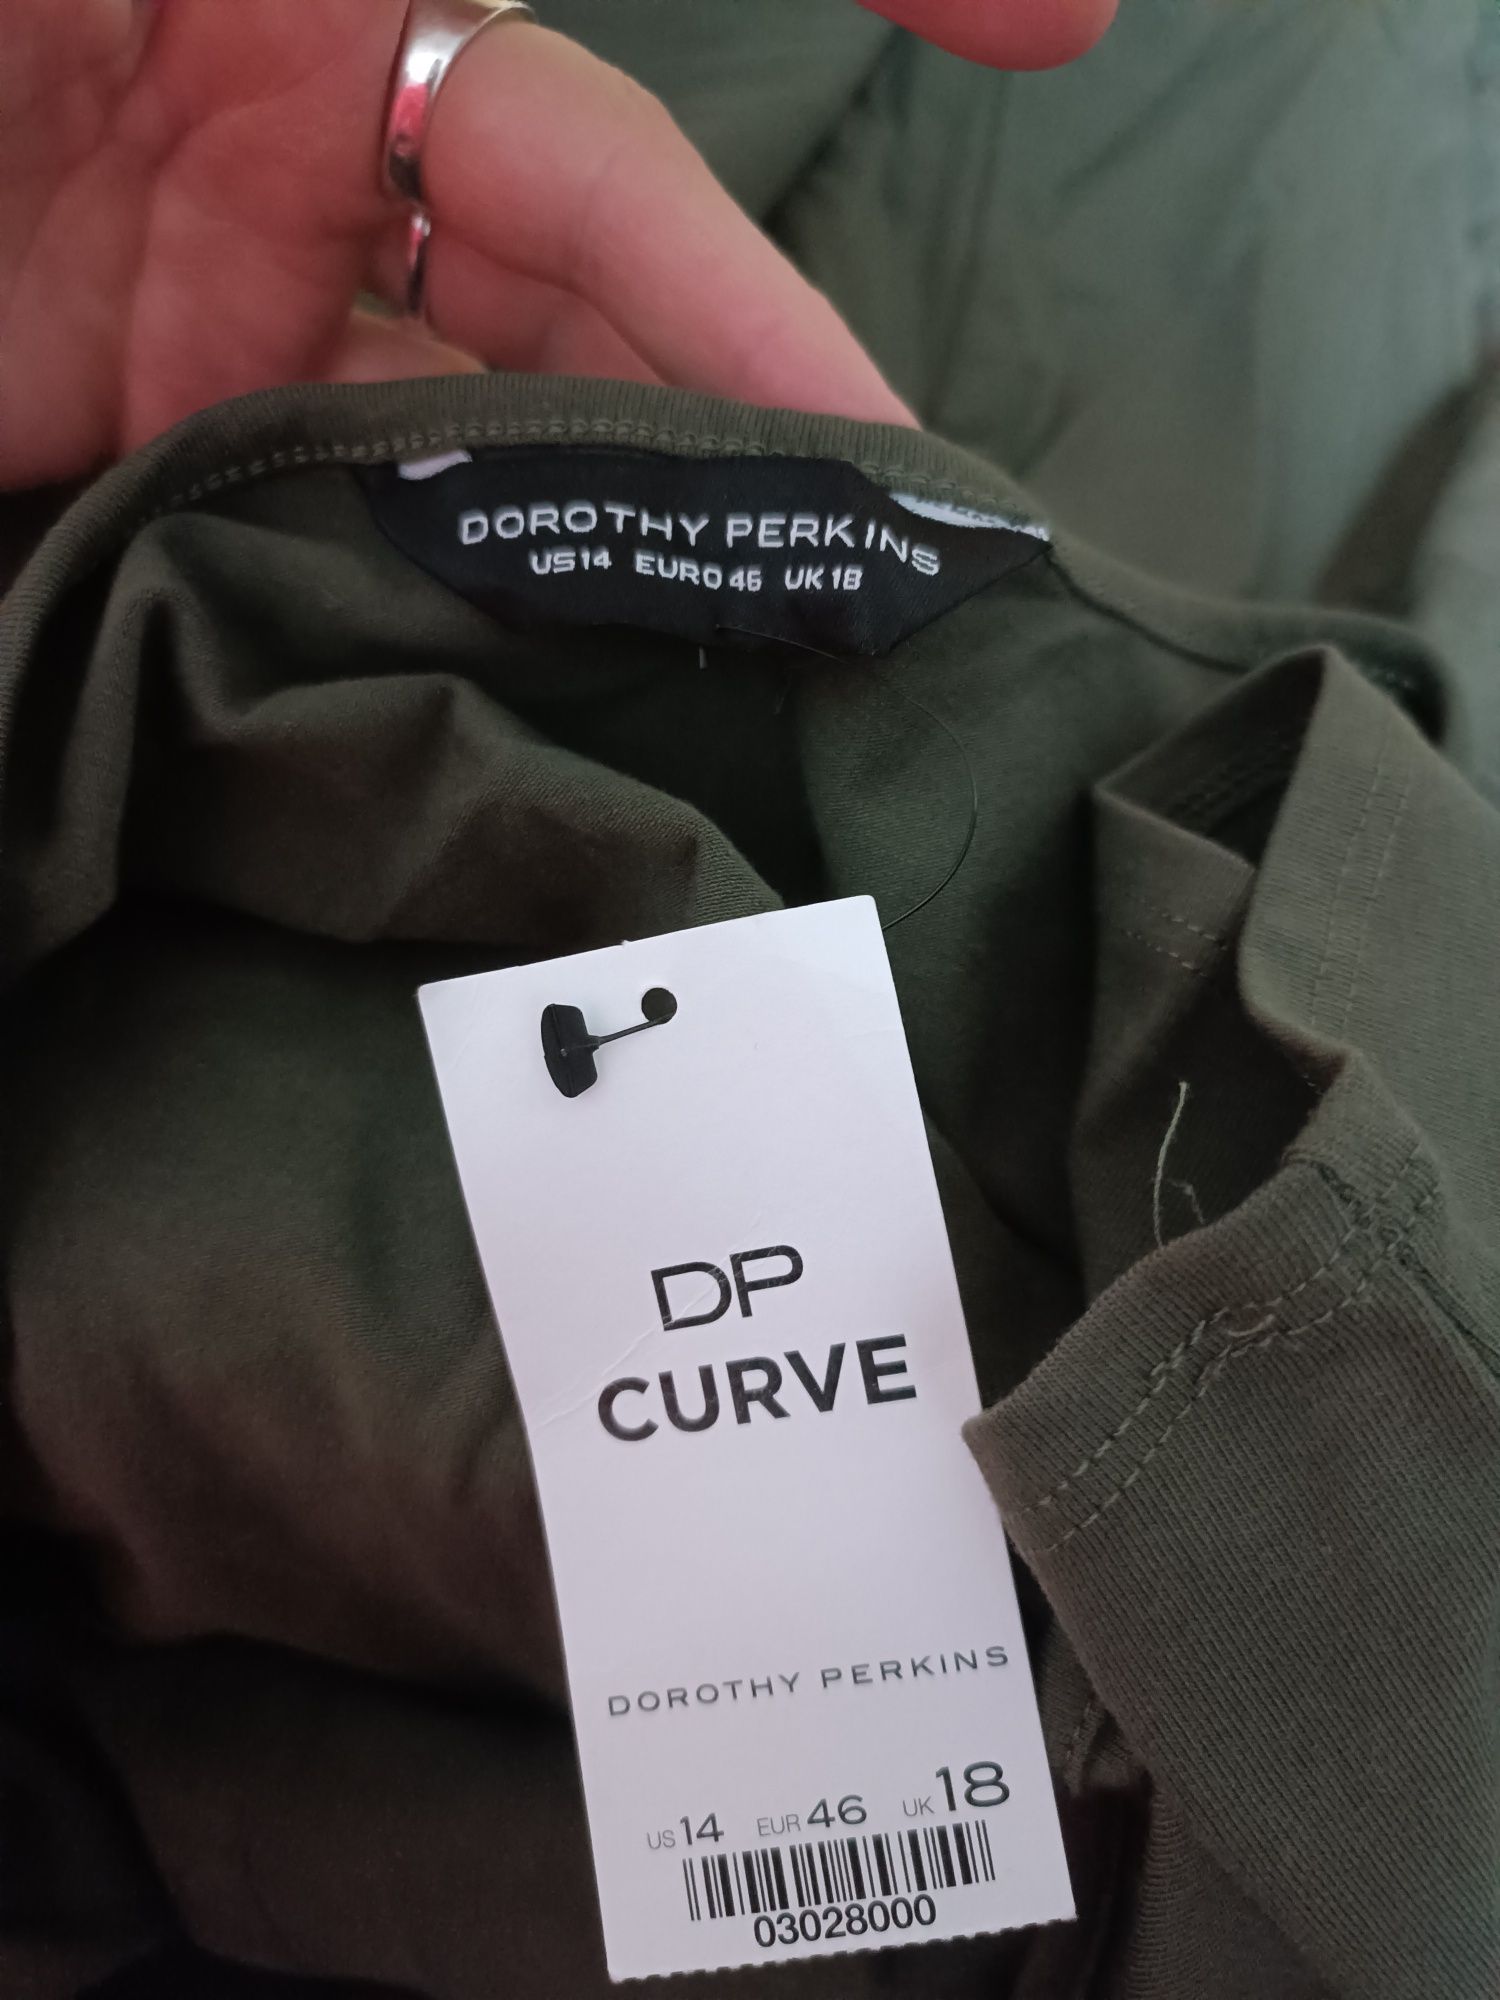 DOROTHY PERKINS
US14 EURO 46 UK 18
DP
CURVE
DOROTHY PERKINS
US 14 EUR 46 UK 18
03028000